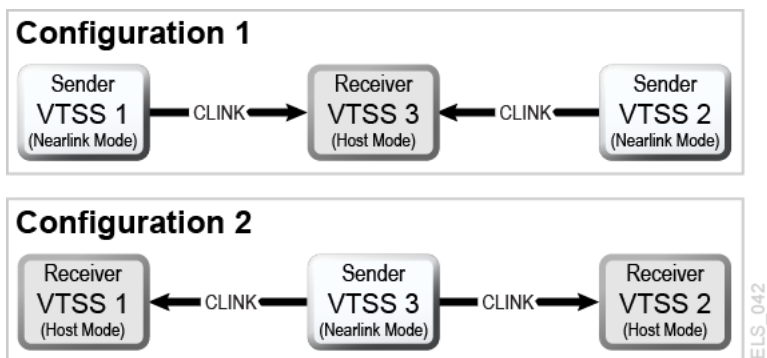 Configuration 1
Sender
VTSS 1
(Nearlink Mode)
CLINK
Receiver
VTSS 3
(Host Mode)
CLINK
Sender
VTSS 2
(Nearlink Mode)
Configuration 2
Receiver
VTSS 1
(Host Mode)
CLINK
Sender
VTSS 3
(Nearlink Mode)
CLINK
Receiver
VTSS 2
(Host Mode)
ELS_042